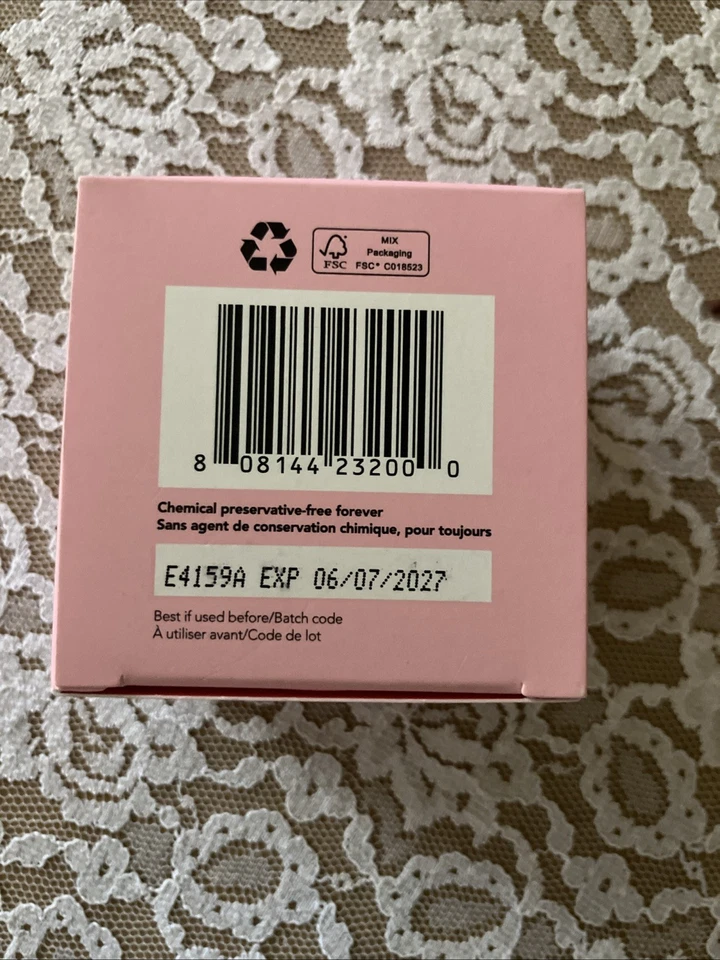 MIX
Packaging
FSC FSC® C018523
8 08144 23200 0
Chemical preservative-free forever
Sans agent de conservation chimique, pour toujours
E4159A EXP 06/07/2027
Best if used before/Batch code
À utiliser avant/Code de lot